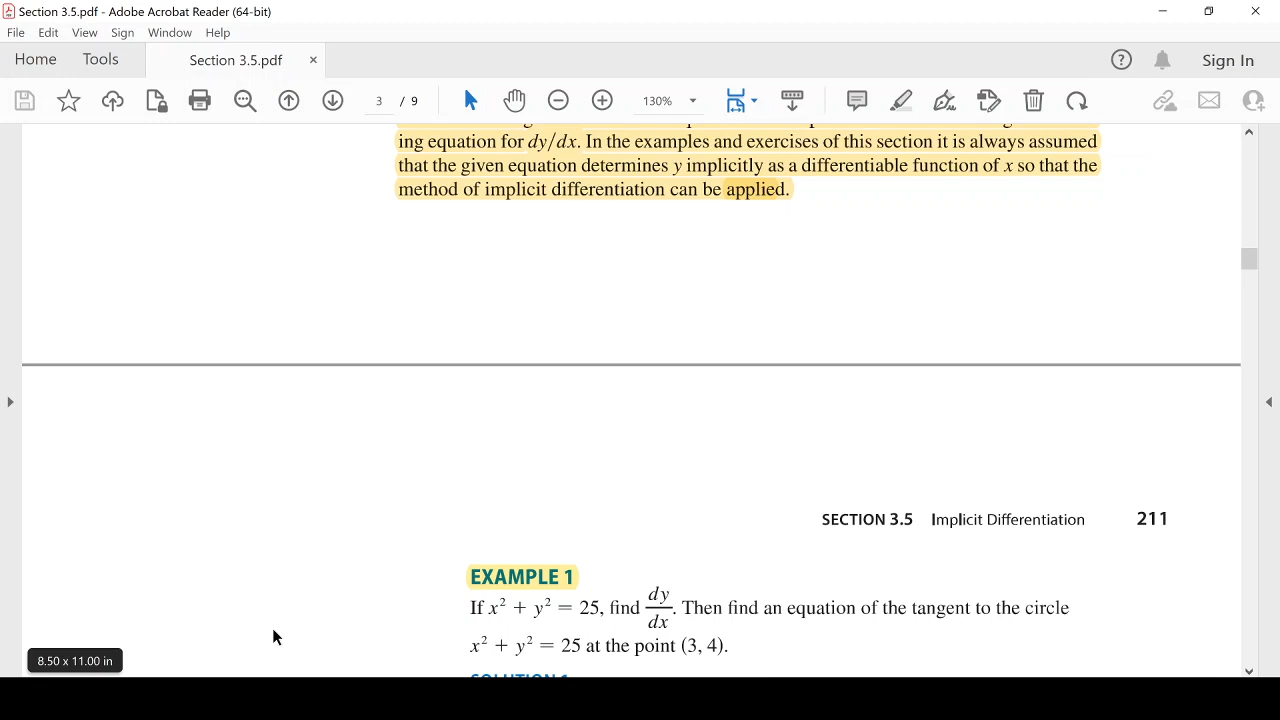 Section 3.5.pdf - Adobe Acrobat Reader (64-bit)
File Edit View Sign Window Help
Home Tools Section 3.5.pdf × Sign In
3 / 9 130%
ing equation for dy/dx. In the examples and exercises of this section it is always assumed
that the given equation determines y implicitly as a differentiable function of x so that the
method of implicit differentiation can be applied.
SECTION 3.5 Implicit Differentiation 211
EXAMPLE 1
If x² + y² = 25, find dy/dx. Then find an equation of the tangent to the circle
x² + y² = 25 at the point (3, 4).
8.50 x 11.00 in